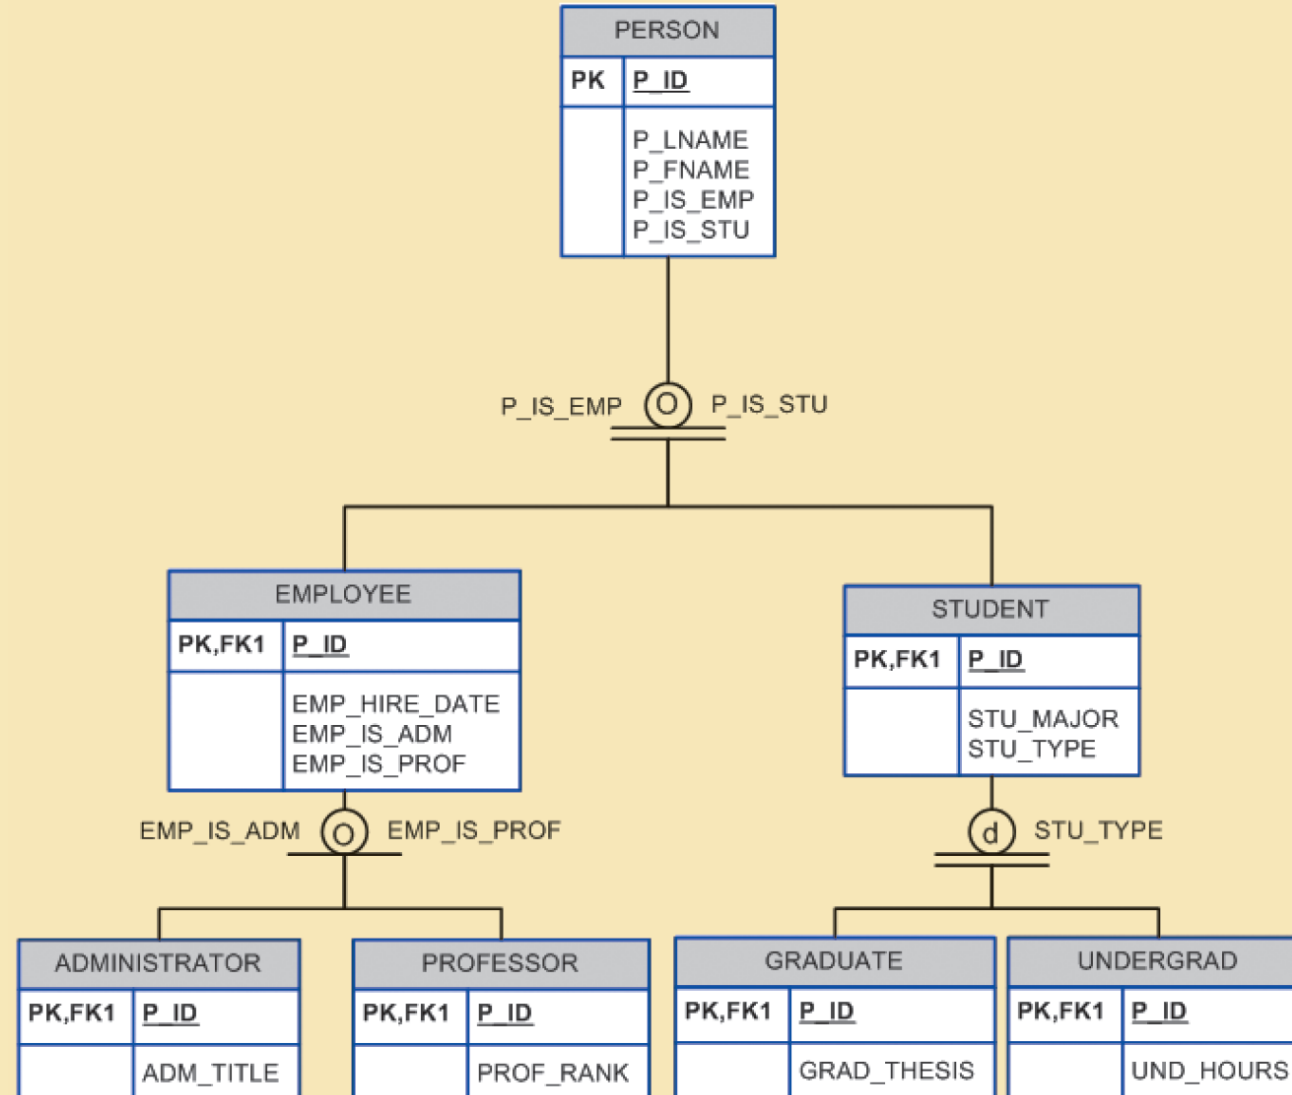 PERSON
PK P_ID
P_LNAME
P_FNAME
P_IS_EMP
P_IS_STU
P_IS_EMP O P_IS_STU
EMPLOYEE
PK,FK1 P_ID
EMP_HIRE_DATE
EMP_IS_ADM
EMP_IS_PROF
STUDENT
PK,FK1 P_ID
STU_MAJOR
STU_TYPE
EMP_IS_ADM O EMP_IS_PROF
d STU_TYPE
ADMINISTRATOR
PK,FK1 P_ID
ADM_TITLE
PROFESSOR
PK,FK1 P_ID
PROF_RANK
GRADUATE
PK,FK1 P_ID
GRAD_THESIS
UNDERGRAD
PK,FK1 P_ID
UND_HOURS